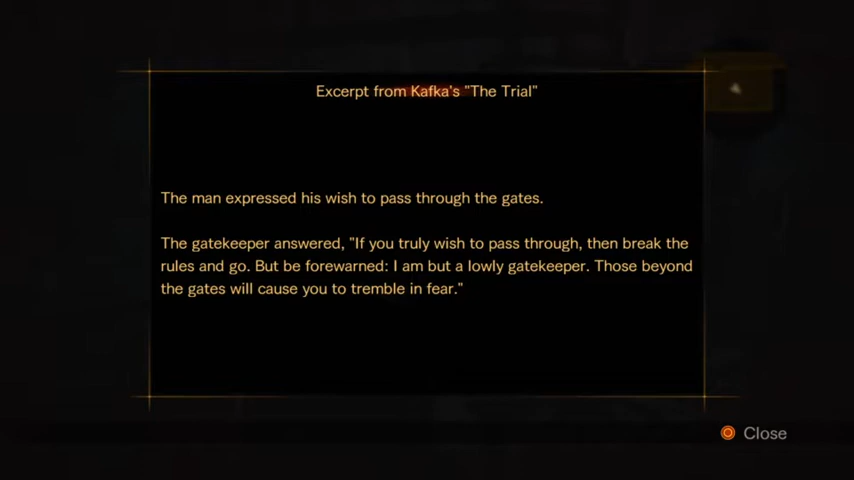 Excerpt from Kafka's "The Trial"
The man expressed his wish to pass through the gates.
The gatekeeper answered, "If you truly wish to pass through, then break the
rules and go. But be forewarned: I am but a lowly gatekeeper. Those beyond
the gates will cause you to tremble in fear."
Close